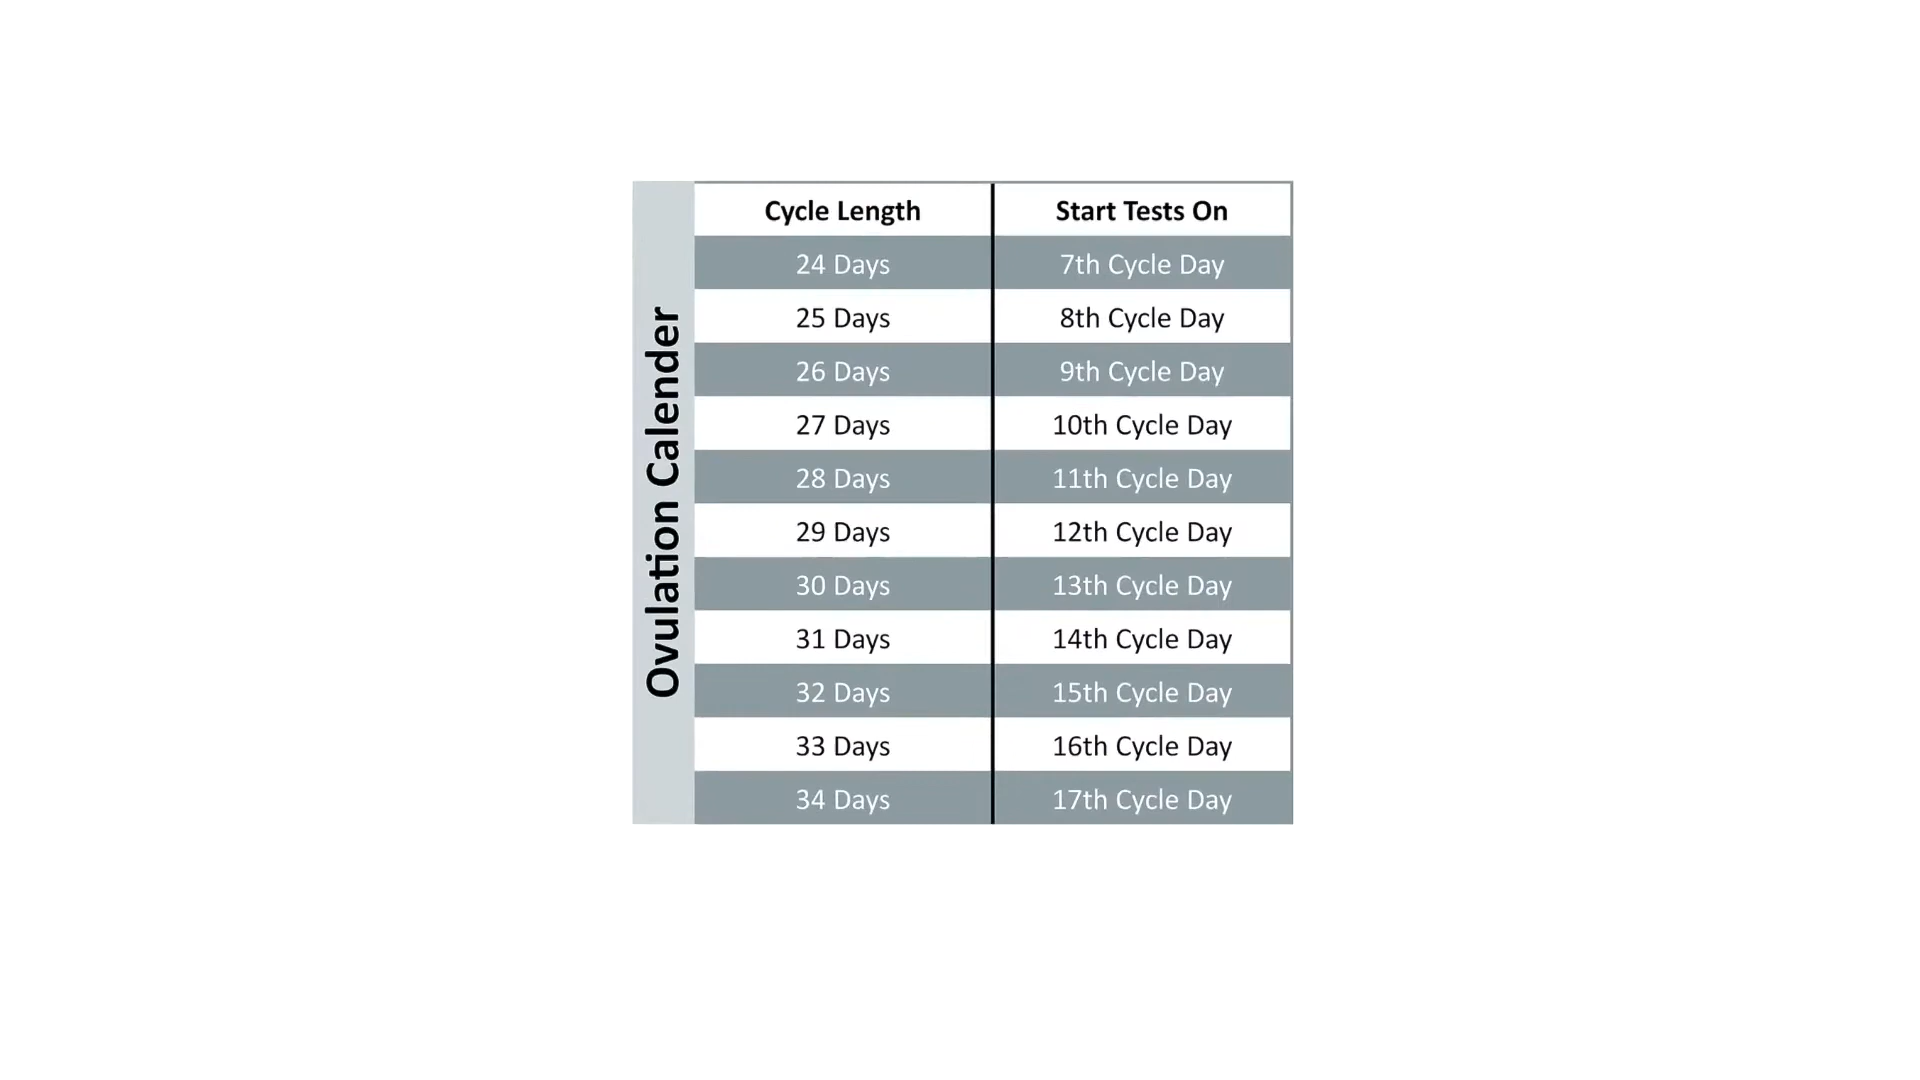 Ovulation Calender
Cycle Length Start Tests On
24 Days 7th Cycle Day
25 Days 8th Cycle Day
26 Days 9th Cycle Day
27 Days 10th Cycle Day
28 Days 11th Cycle Day
29 Days 12th Cycle Day
30 Days 13th Cycle Day
31 Days 14th Cycle Day
32 Days 15th Cycle Day
33 Days 16th Cycle Day
34 Days 17th Cycle Day